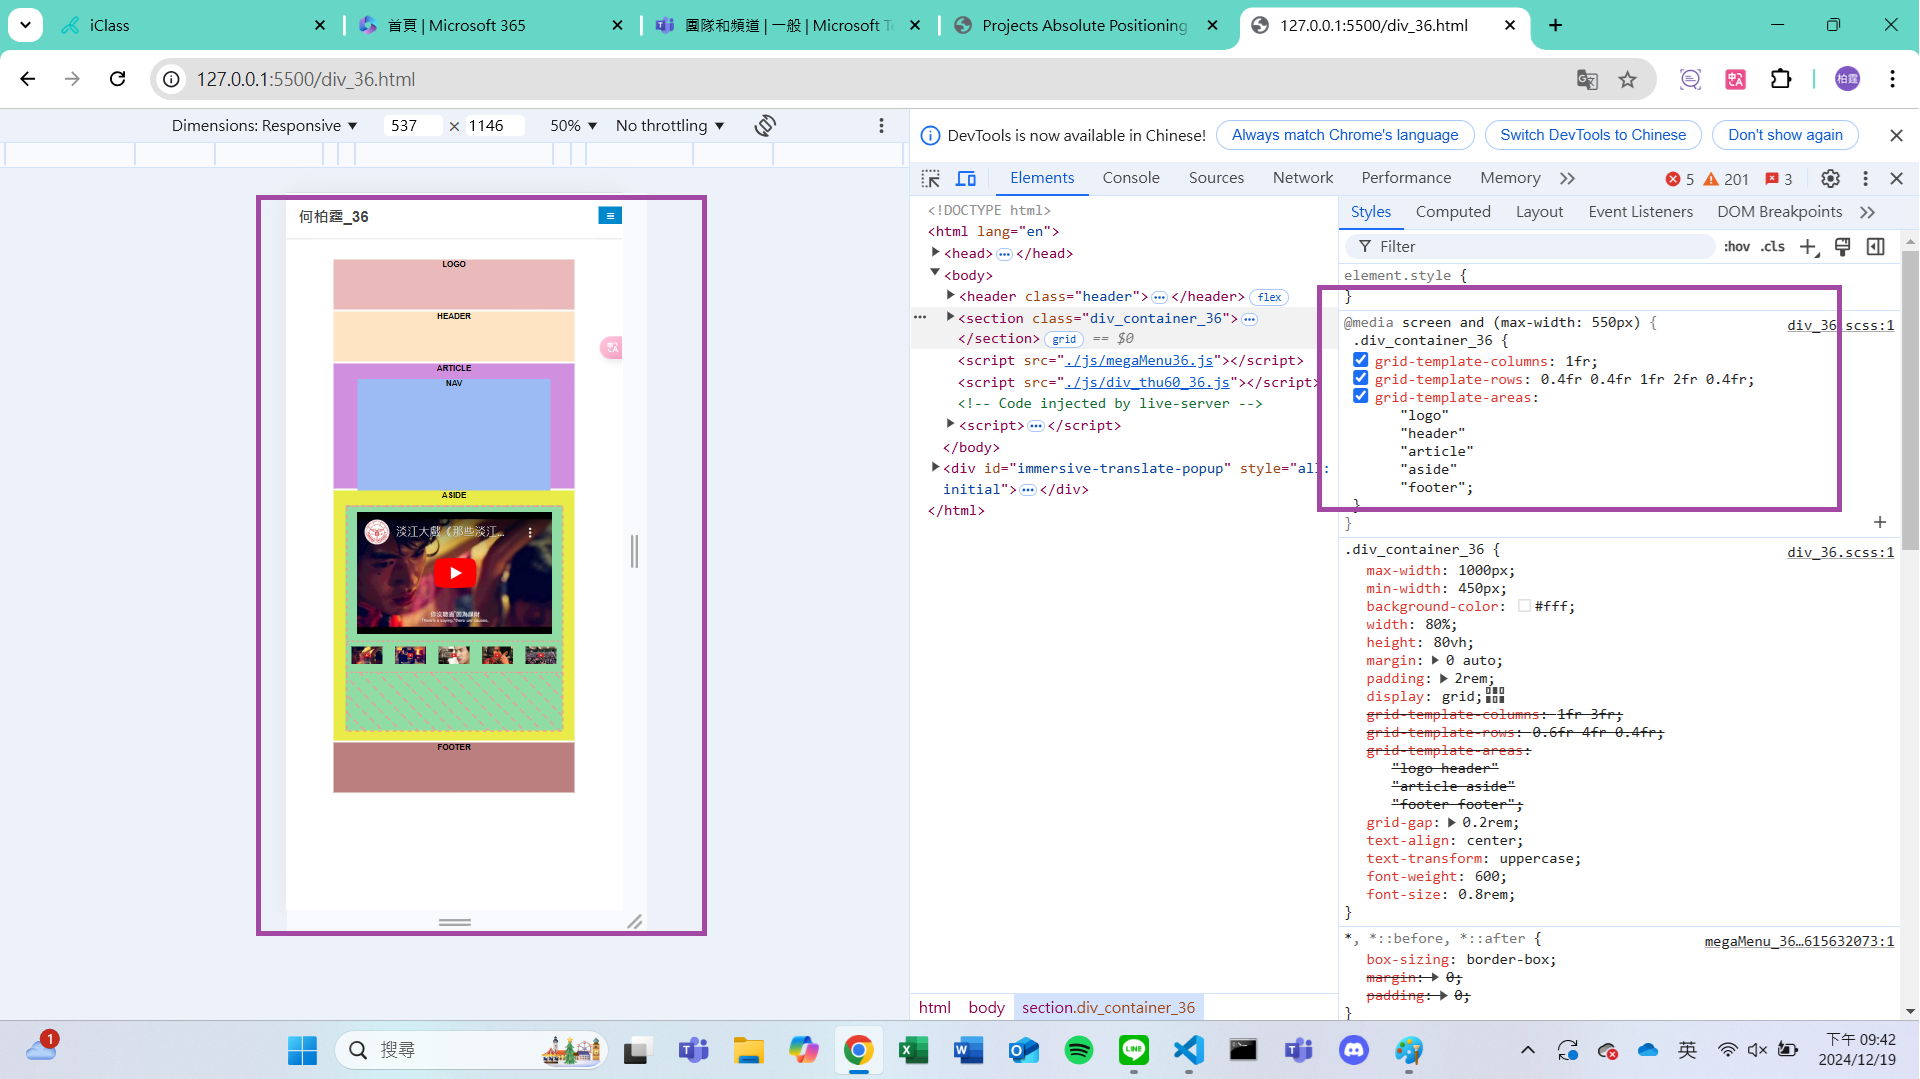 iClass
首頁 | Microsoft 365
團隊和頻道 | 一般 | Microsoft Te
Projects Absolute Positioning
127.0.0.1:5500/div_36.html
127.0.0.1:5500/div_36.html
柏霆
Dimensions: Responsive ▼ 537 × 1146 50% ▼ No throttling ▼
DevTools is now available in Chinese! Always match Chrome's language Switch DevTools to Chinese Don't show again
Elements Console Sources Network Performance Memory 5 201 3
何柏霆_36
LOGO
HEADER
ARTICLE
NAV
ASIDE
淡江大戲《那些淡江...
FOOTER
<!DOCTYPE html>
<html lang="en">
<head> ⋯ </head>
<body>
<header class="header"> ⋯ </header> flex
<section class="div_container_36"> ⋯
</section> grid == $0
<script src="./js/megaMenu36.js"></script>
<script src="./js/div_thu60_36.js"></script>
<!-- Code injected by live-server -->
<script> ⋯ </script>
</body>
<div id="immersive-translate-popup" style="all:
initial"> ⋯ </div>
</html>
html body section.div_container_36
Styles Computed Layout Event Listeners DOM Breakpoints
Filter :hov .cls
element.style {
}
@media screen and (max-width: 550px) {
div_36.scss:1
.div_container_36 {
grid-template-columns: 1fr;
grid-template-rows: 0.4fr 0.4fr 1fr 2fr 0.4fr;
grid-template-areas:
"logo"
"header"
"article"
"aside"
"footer";
}
}
.div_container_36 {
div_36.scss:1
max-width: 1000px;
min-width: 450px;
background-color: #fff;
width: 80%;
height: 80vh;
margin: 0 auto;
padding: 2rem;
display: grid;
grid-template-columns: 1fr 3fr;
grid-template-rows: 0.6fr 4fr 0.4fr;
grid-template-areas:
"logo header"
"article aside"
"footer footer";
grid-gap: 0.2rem;
text-align: center;
text-transform: uppercase;
font-weight: 600;
font-size: 0.8rem;
}
*, *::before, *::after {
megaMenu_36…615632073:1
box-sizing: border-box;
margin: 0;
padding: 0;
}
1
搜尋
英
下午 09:42
2024/12/19